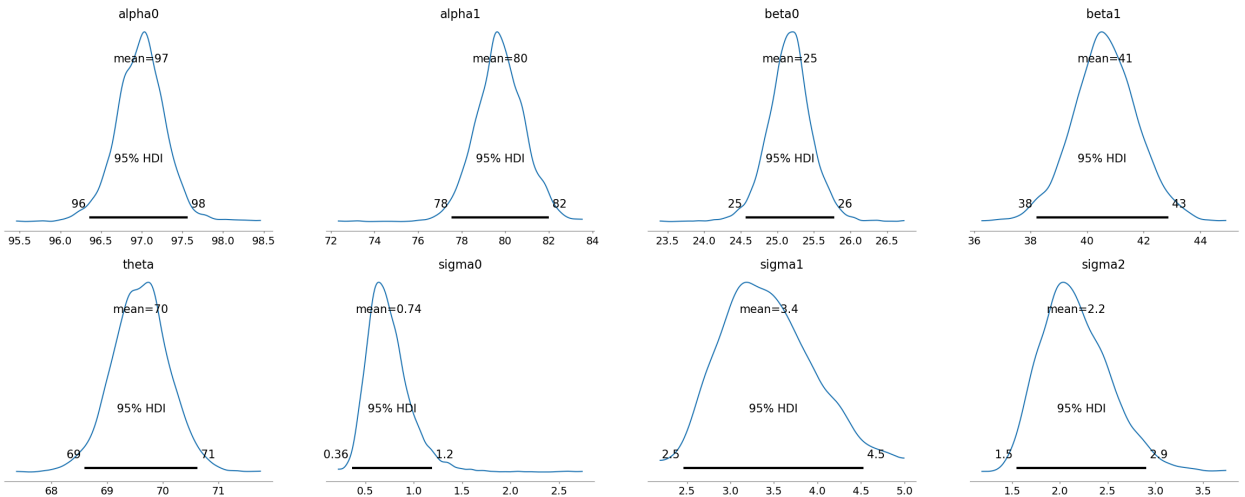 alpha0
mean=97
95% HDI
96 98
95.5 96.0 96.5 97.0 97.5 98.0 98.5
alpha1
mean=80
95% HDI
78 82
72 74 76 78 80 82 84
beta0
mean=25
95% HDI
25 26
23.5 24.0 24.5 25.0 25.5 26.0 26.5
beta1
mean=41
95% HDI
38 43
36 38 40 42 44
theta
mean=70
95% HDI
69 71
68 69 70 71
sigma0
mean=0.74
95% HDI
0.36 1.2
0.5 1.0 1.5 2.0 2.5
sigma1
mean=3.4
95% HDI
2.5 4.5
2.5 3.0 3.5 4.0 4.5 5.0
sigma2
mean=2.2
95% HDI
1.5 2.9
1.5 2.0 2.5 3.0 3.5